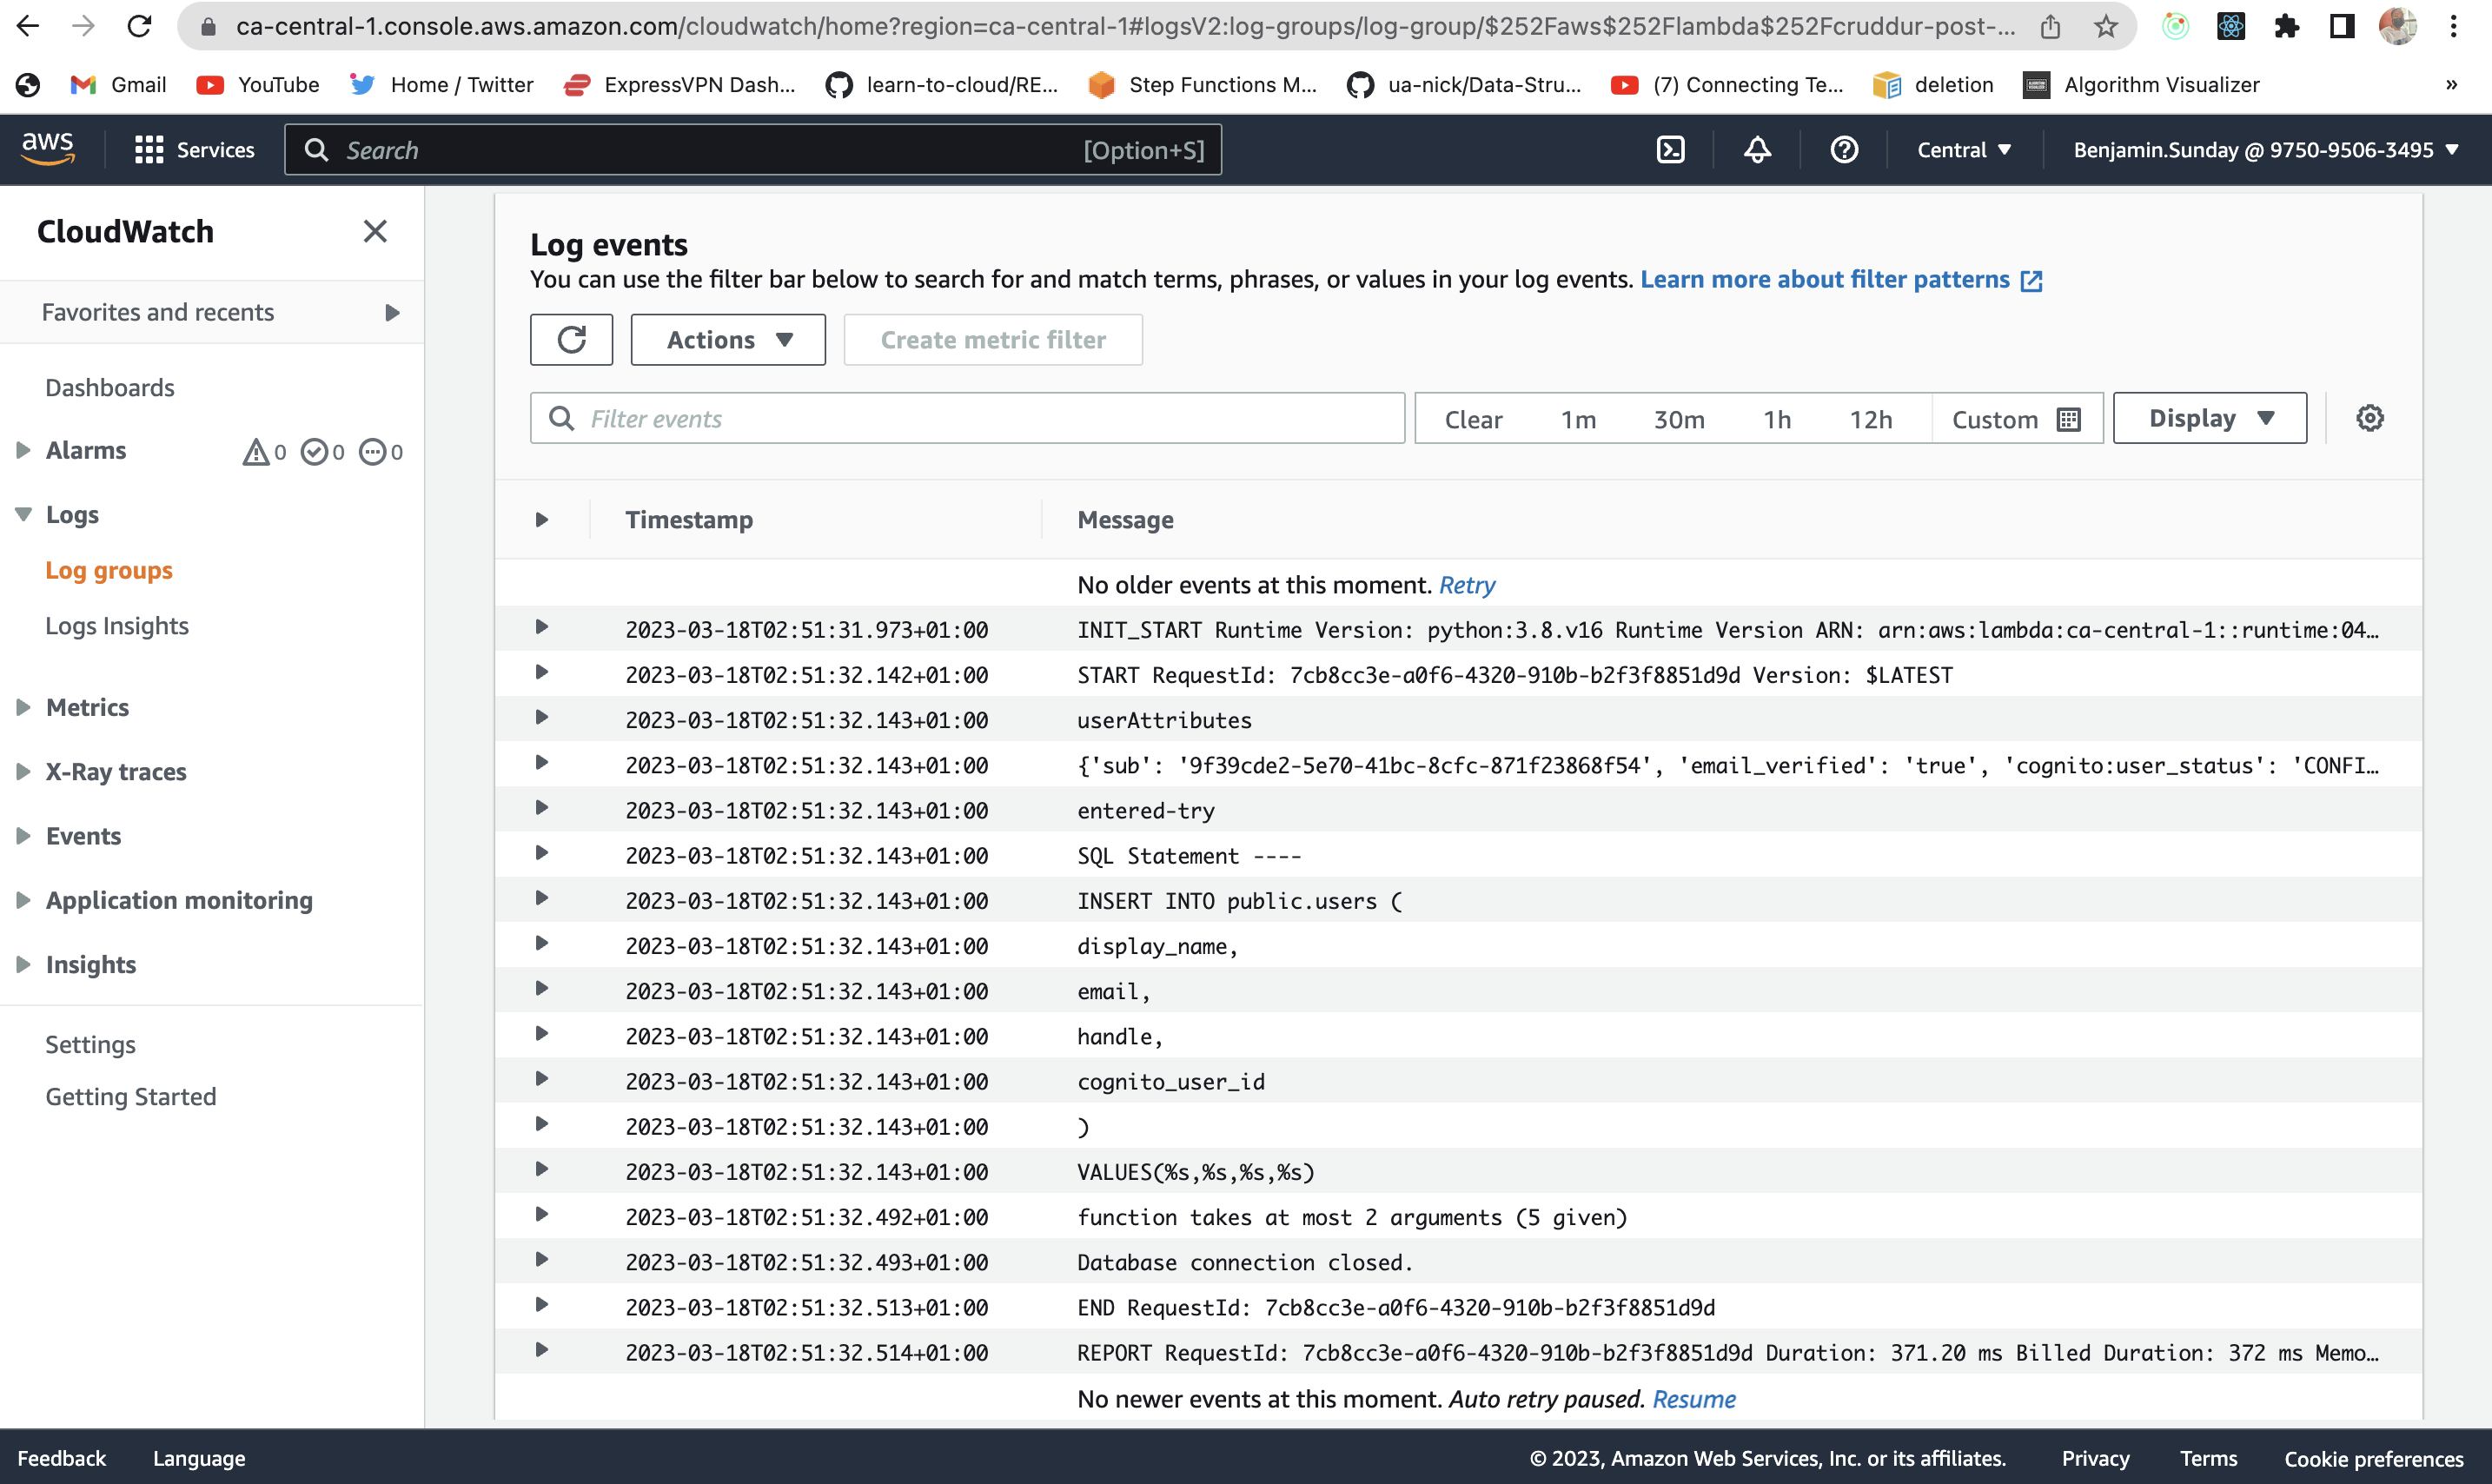 ca-central-1.console.aws.amazon.com/cloudwatch/home?region=ca-central-1#logsV2:log-groups/log-group/$252Faws$252Flambda$252Fcruddur-post-...
Gmail YouTube Home / Twitter ExpressVPN Dash... learn-to-cloud/RE... Step Functions M... ua-nick/Data-Stru... (7) Connecting Te... deletion Algorithm Visualizer »
aws Services Search [Option+S] Central Benjamin.Sunday @ 9750-9506-3495
CloudWatch
Favorites and recents
Dashboards
Alarms 0 0 0
Logs
Log groups
Logs Insights
Metrics
X-Ray traces
Events
Application monitoring
Insights
Settings
Getting Started
Log events
You can use the filter bar below to search for and match terms, phrases, or values in your log events. Learn more about filter patterns
Actions Create metric filter
Filter events Clear 1m 30m 1h 12h Custom Display
Timestamp Message
No older events at this moment. Retry
2023-03-18T02:51:31.973+01:00 INIT_START Runtime Version: python:3.8.v16 Runtime Version ARN: arn:aws:lambda:ca-central-1::runtime:04…
2023-03-18T02:51:32.142+01:00 START RequestId: 7cb8cc3e-a0f6-4320-910b-b2f3f8851d9d Version: $LATEST
2023-03-18T02:51:32.143+01:00 userAttributes
2023-03-18T02:51:32.143+01:00 {'sub': '9f39cde2-5e70-41bc-8cfc-871f23868f54', 'email_verified': 'true', 'cognito:user_status': 'CONFI…
2023-03-18T02:51:32.143+01:00 entered-try
2023-03-18T02:51:32.143+01:00 SQL Statement ----
2023-03-18T02:51:32.143+01:00 INSERT INTO public.users (
2023-03-18T02:51:32.143+01:00 display_name,
2023-03-18T02:51:32.143+01:00 email,
2023-03-18T02:51:32.143+01:00 handle,
2023-03-18T02:51:32.143+01:00 cognito_user_id
2023-03-18T02:51:32.143+01:00 )
2023-03-18T02:51:32.143+01:00 VALUES(%s,%s,%s,%s)
2023-03-18T02:51:32.492+01:00 function takes at most 2 arguments (5 given)
2023-03-18T02:51:32.493+01:00 Database connection closed.
2023-03-18T02:51:32.513+01:00 END RequestId: 7cb8cc3e-a0f6-4320-910b-b2f3f8851d9d
2023-03-18T02:51:32.514+01:00 REPORT RequestId: 7cb8cc3e-a0f6-4320-910b-b2f3f8851d9d Duration: 371.20 ms Billed Duration: 372 ms Memo…
No newer events at this moment. Auto retry paused. Resume
Feedback Language © 2023, Amazon Web Services, Inc. or its affiliates. Privacy Terms Cookie preferences